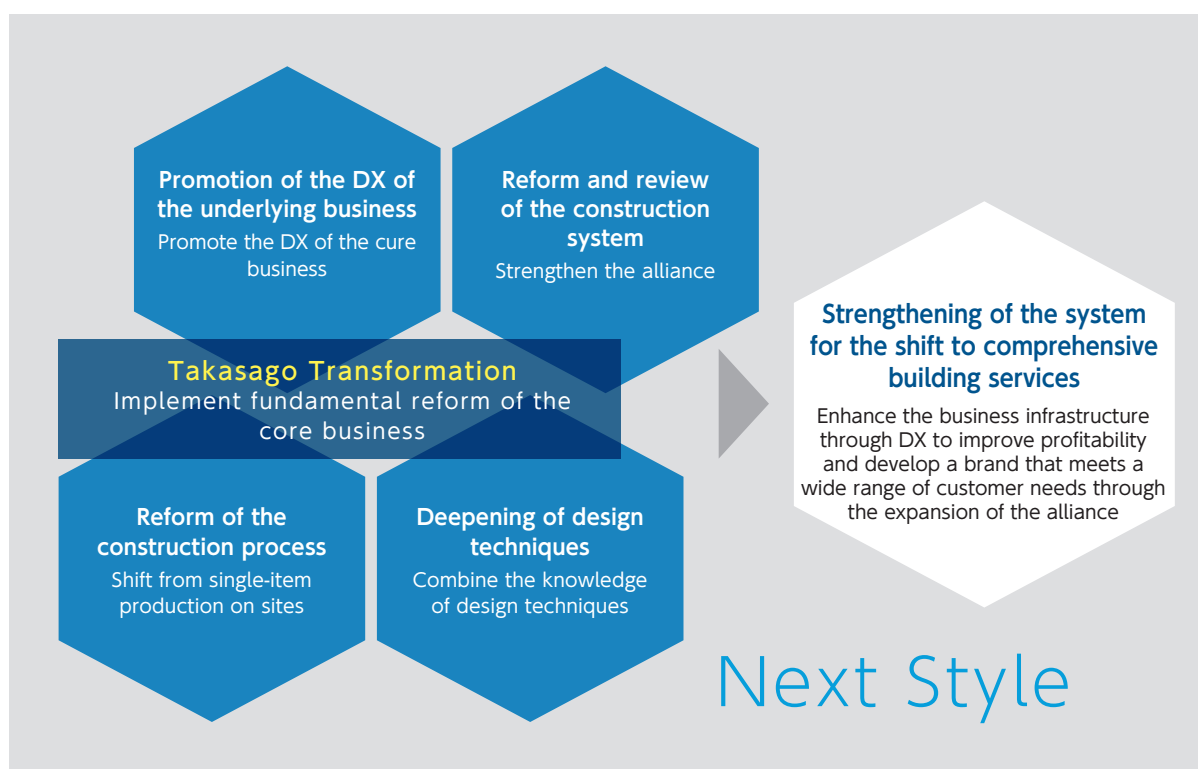 Promotion of the DX of
the underlying business
Promote the DX of the cure
business
Reform and review
of the construction
system
Strengthen the alliance
Takasago Transformation
Implement fundamental reform of the
core business
Reform of the
construction process
Shift from single-item
production on sites
Deepening of design
techniques
Combine the knowledge
of design techniques
Strengthening of the system
for the shift to comprehensive
building services
Enhance the business infrastructure
through DX to improve profitability
and develop a brand that meets a
wide range of customer needs through
the expansion of the alliance
Next Style